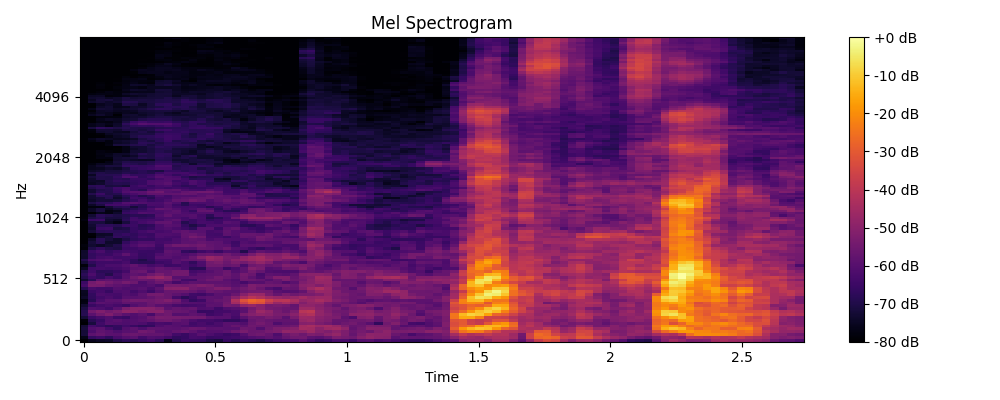 Mel Spectrogram
Hz
4096
2048
1024
512
0
0
0.5
1
1.5
2
2.5
Time
+0 dB
-10 dB
-20 dB
-30 dB
-40 dB
-50 dB
-60 dB
-70 dB
-80 dB